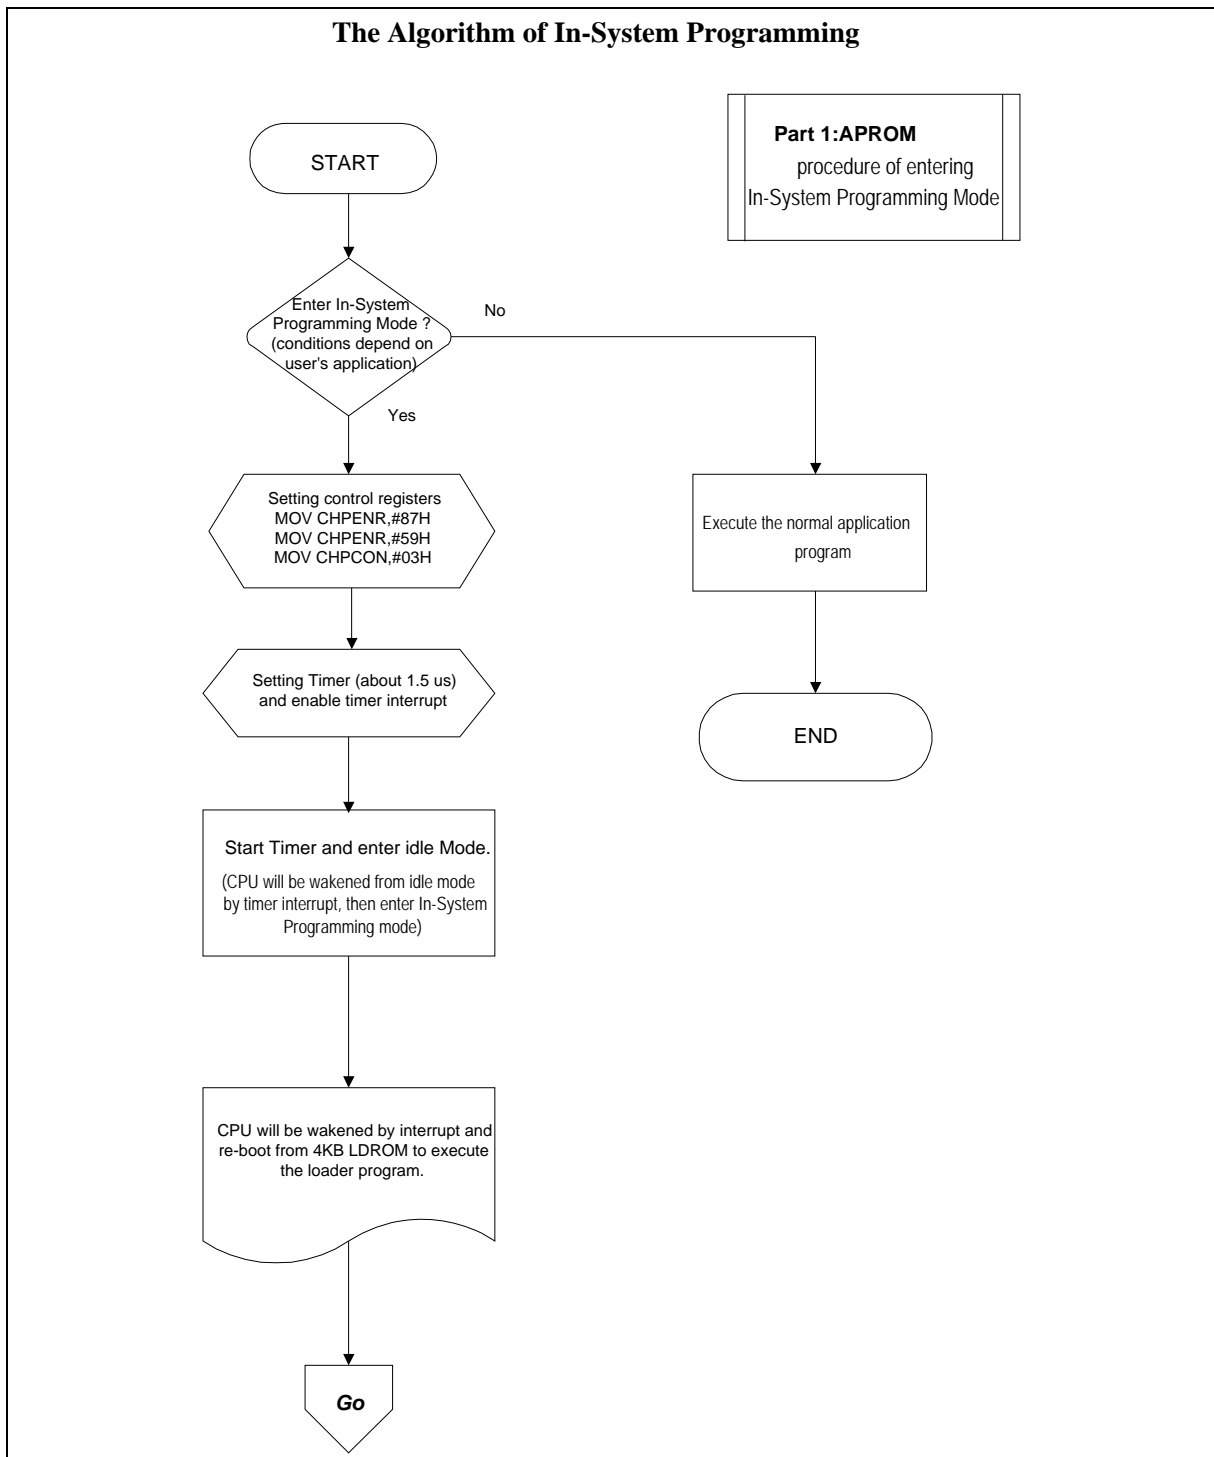 The Algorithm of In-System Programming
Part 1:APROM
procedure of entering
In-System Programming Mode
START
Enter In-System
Programming Mode ?
(conditions depend on
user's application)
No
Yes
Setting control registers
MOV CHPENR,#87H
MOV CHPENR,#59H
MOV CHPCON,#03H
Execute the normal application
program
Setting Timer (about 1.5 us)
and enable timer interrupt
END
Start Timer and enter idle Mode.
(CPU will be wakened from idle mode
by timer interrupt, then enter In-System
Programming mode)
CPU will be wakened by interrupt and
re-boot from 4KB LDROM to execute
the loader program.
Go